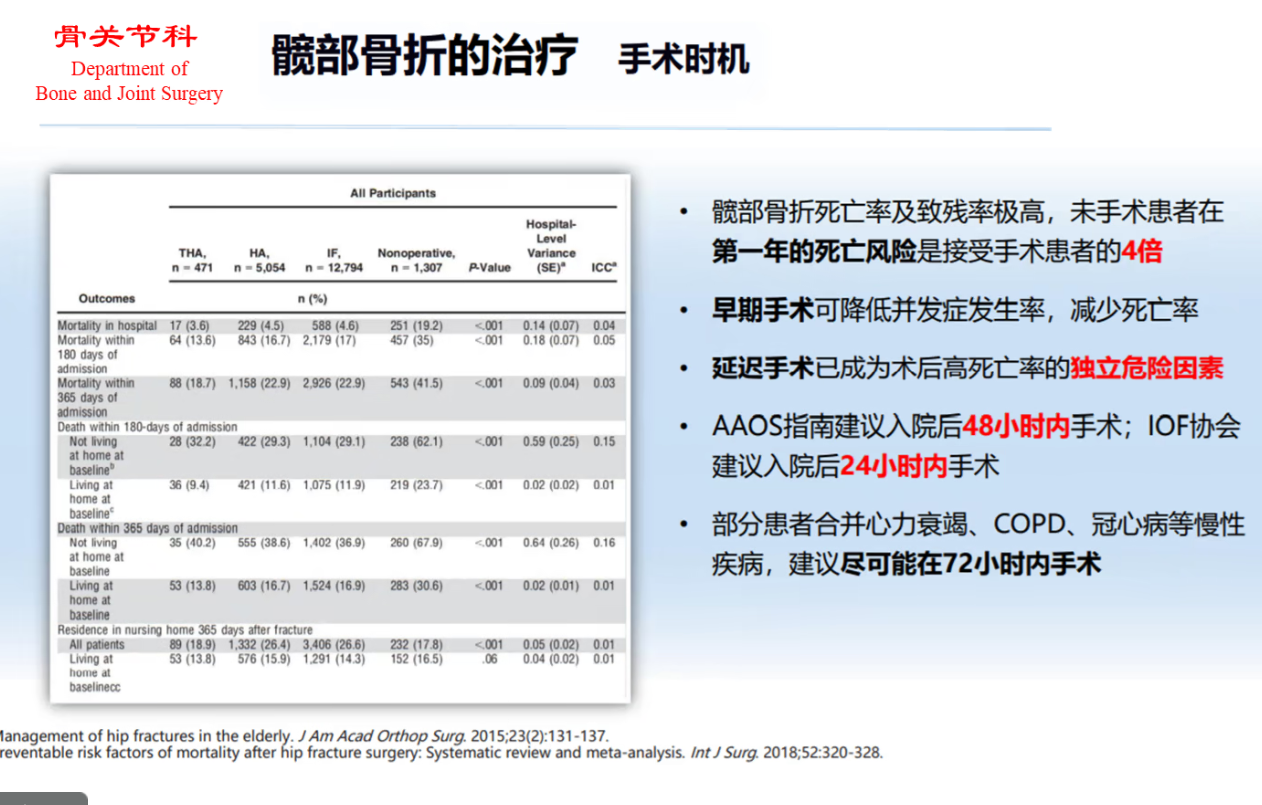 骨关节科
Department of
Bone and Joint Surgery
髋部骨折的治疗 手术时机
All Participants
Outcomes THA, n = 471 HA, n = 5,054 IF, n = 12,794 Nonoperative, n = 1,307 P-Value Hospital-Level Variance (SE)a ICCa
n (%)
Mortality in hospital 17 (3.6) 229 (4.5) 588 (4.6) 251 (19.2) <.001 0.14 (0.07) 0.04
Mortality within 180 days of admission 64 (13.6) 843 (16.7) 2,179 (17) 457 (35) <.001 0.18 (0.07) 0.05
Mortality within 365 days of admission 88 (18.7) 1,158 (22.9) 2,926 (22.9) 543 (41.5) <.001 0.09 (0.04) 0.03
Death within 180-days of admission
Not living at home at baselineb 28 (32.2) 422 (29.3) 1,104 (29.1) 238 (62.1) <.001 0.59 (0.25) 0.15
Living at home at baselinec 36 (9.4) 421 (11.6) 1,075 (11.9) 219 (23.7) <.001 0.02 (0.02) 0.01
Death within 365 days of admission
Not living at home at baseline 35 (40.2) 555 (38.6) 1,402 (36.9) 260 (67.9) <.001 0.64 (0.26) 0.16
Living at home at baseline 53 (13.8) 603 (16.7) 1,524 (16.9) 283 (30.6) <.001 0.02 (0.01) 0.01
Residence in nursing home 365 days after fracture
All patients 89 (18.9) 1,332 (26.4) 3,406 (26.6) 232 (17.8) <.001 0.05 (0.02) 0.01
Living at home at baselinecc 53 (13.8) 576 (15.9) 1,291 (14.3) 152 (16.5) .06 0.04 (0.02) 0.01
• 髋部骨折死亡率及致残率极高，未手术患者在
第一年的死亡风险是接受手术患者的4倍
• 早期手术可降低并发症发生率，减少死亡率
• 延迟手术已成为术后高死亡率的独立危险因素
• AAOS指南建议入院后48小时内手术；IOF协会
建议入院后24小时内手术
• 部分患者合并心力衰竭、COPD、冠心病等慢性
疾病，建议尽可能在72小时内手术
anagement of hip fractures in the elderly. J Am Acad Orthop Surg. 2015;23(2):131-137.
reventable risk factors of mortality after hip fracture surgery: Systematic review and meta-analysis. Int J Surg. 2018;52:320-328.